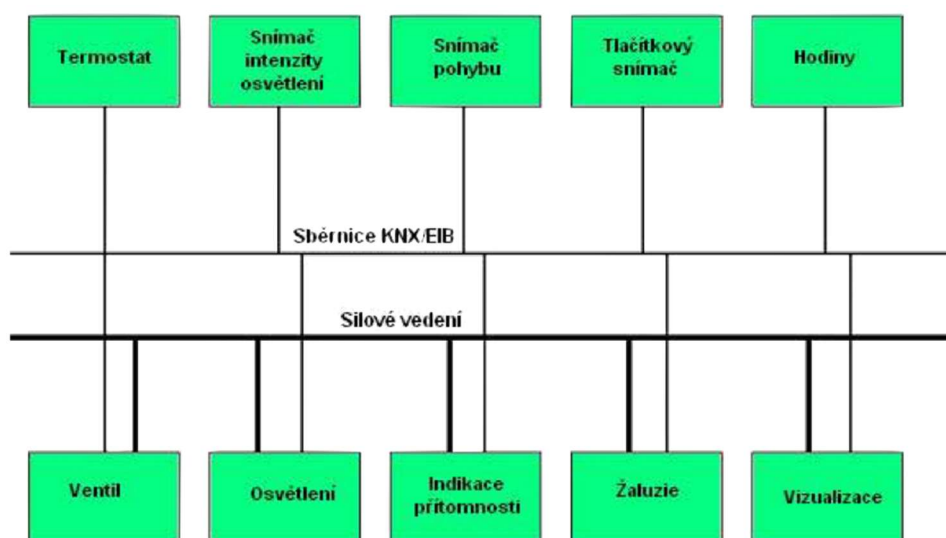 Termostat
Snímač
intenzity
osvětlení
Snímač
pohybu
Tlačítkový
snímač
Hodiny
Sběrnice KNX/EIB
Silové vedení
Ventil
Osvětlení
Indikace
přítomnosti
Žaluzie
Vizualizace